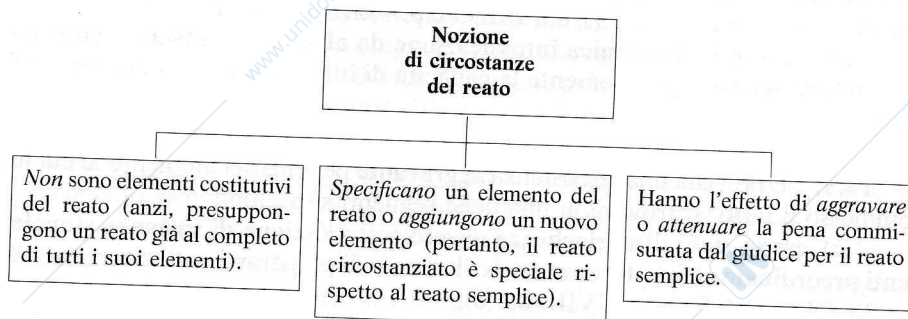 Nozione
di circostanze
del reato
Non sono elementi costitutivi
del reato (anzi, presuppon-
gono un reato già al completo
di tutti i suoi elementi).
Specificano un elemento del
reato o aggiungono un nuovo
elemento (pertanto, il reato
circostanziato è speciale ri-
spetto al reato semplice).
Hanno l'effetto di aggravare
o attenuare la pena commi-
surata dal giudice per il reato
semplice.